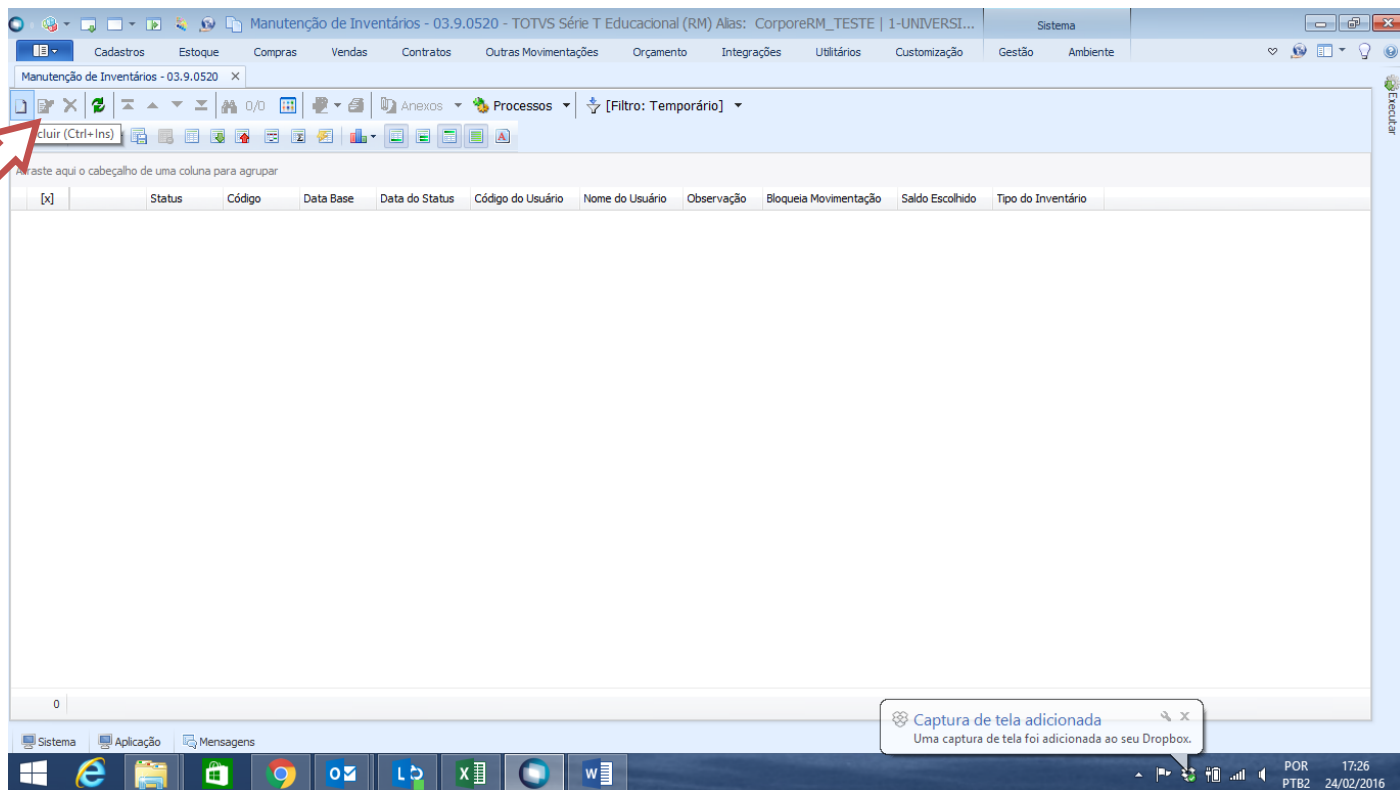 Manutenção de Inventários - 03.9.0520 - TOTVS Série T Educacional (RM) Alias: CorporeRM_TESTE | 1-UNIVERSI... Sistema
Cadastros Estoque Compras Vendas Contratos Outras Movimentações Orçamento Integrações Utilitários Customização Gestão Ambiente
Manutenção de Inventários - 03.9.0520 X
Executar
0/0 Anexos Processos [Filtro: Temporário]
cluir (Ctrl+Ins)
raste aqui o cabeçalho de uma coluna para agrupar
[x] Status Código Data Base Data do Status Código do Usuário Nome do Usuário Observação Bloqueia Movimentação Saldo Escolhido Tipo do Inventário
0
Captura de tela adicionada
Uma captura de tela foi adicionada ao seu Dropbox.
Sistema Aplicação Mensagens
POR 17:26
PTB2 24/02/2016